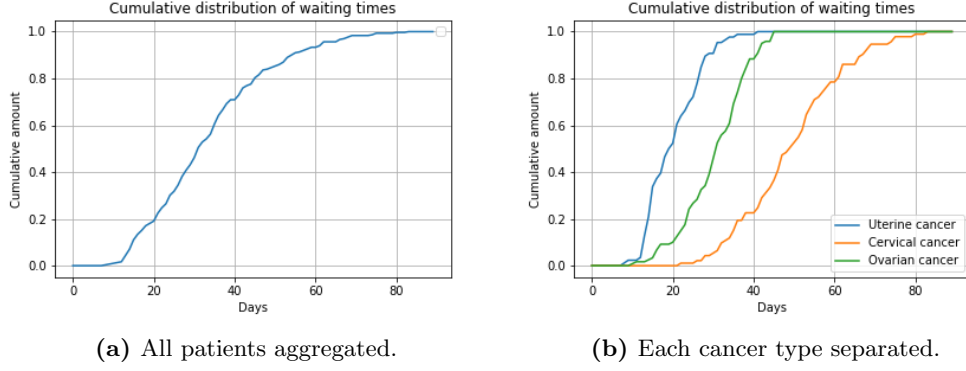 Cumulative distribution of waiting times
1.0
0.8
0.6
0.4
0.2
0.0
Cumulative amount
0 20 40 60 80
Days
(a) All patients aggregated.
Cumulative distribution of waiting times
1.0
0.8
0.6
0.4
0.2
0.0
Cumulative amount
Uterine cancer
Cervical cancer
Ovarian cancer
0 20 40 60 80
Days
(b) Each cancer type separated.